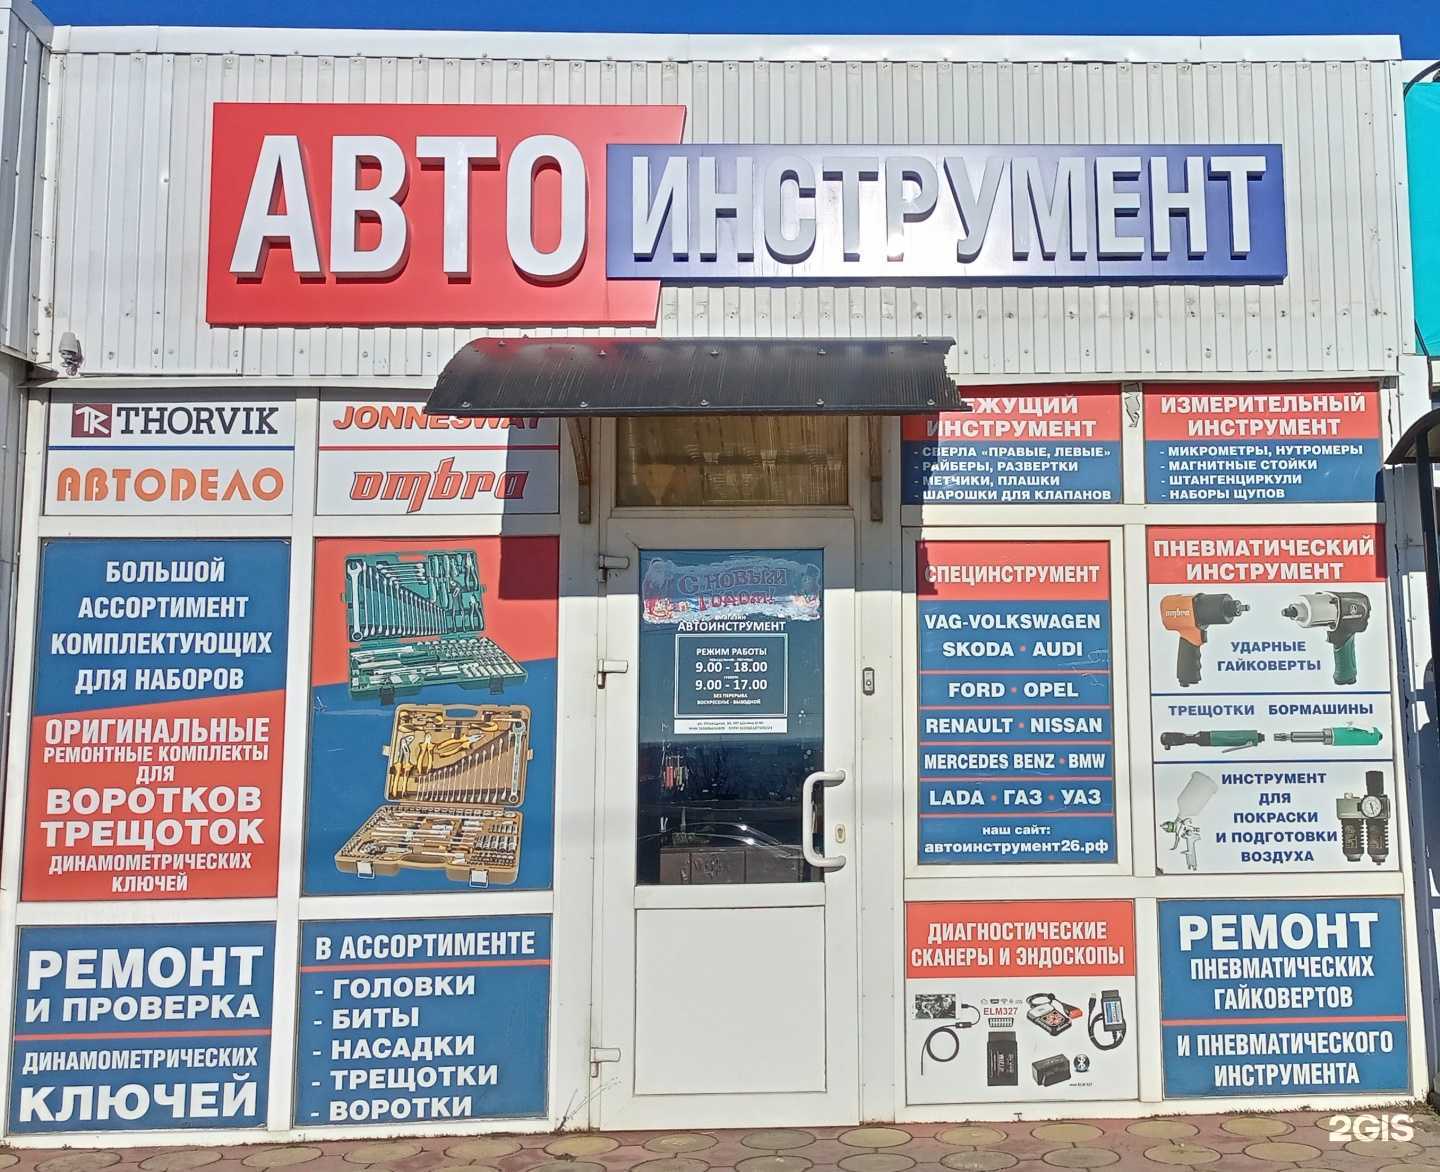 АВТО ИНСТРУМЕНТ
TR THORVIK
АВТОDЕЛО
JONNESWAY
ombra
БОЛЬШОЙ
АССОРТИМЕНТ
КОМПЛЕКТУЮЩИХ
ДЛЯ НАБОРОВ
ОРИГИНАЛЬНЫЕ
РЕМОНТНЫЕ КОМПЛЕКТЫ
ДЛЯ
ВОРОТКОВ
ТРЕЩОТОК
ДИНАМОМЕТРИЧЕСКИХ
КЛЮЧЕЙ
РЕМОНТ
И ПРОВЕРКА
ДИНАМОМЕТРИЧЕСКИХ
КЛЮЧЕЙ
В АССОРТИМЕНТЕ
- ГОЛОВКИ
- БИТЫ
- НАСАДКИ
- ТРЕЩОТКИ
- ВОРОТКИ
С НОВЫМ
ГОДОМ!
МАГАЗИН
АВТОИНСТРУМЕНТ
РЕЖИМ РАБОТЫ
9.00 - 18.00
9.00 - 17.00
БЕЗ ПЕРЕРЫВА
ВОСКРЕСЕНЬЕ - ВЫХОДНОЙ
ЕЖУЩИЙ
ИНСТРУМЕНТ
- СВЕРЛА «ПРАВЫЕ, ЛЕВЫЕ»
- РАЙБЕРЫ, РАЗВЕРТКИ
- МЕТЧИКИ, ПЛАШКИ
- ШАРОШКИ ДЛЯ КЛАПАНОВ
ИЗМЕРИТЕЛЬНЫЙ
ИНСТРУМЕНТ
- МИКРОМЕТРЫ, НУТРОМЕРЫ
- МАГНИТНЫЕ СТОЙКИ
- ШТАНГЕНЦИРКУЛИ
- НАБОРЫ ЩУПОВ
СПЕЦИНСТРУМЕНТ
VAG-VOLKSWAGEN
SKODA • AUDI
FORD • OPEL
RENAULT • NISSAN
MERCEDES BENZ • BMW
LADA • ГАЗ • УАЗ
наш сайт:
автоинструмент26.рф
ПНЕВМАТИЧЕСКИЙ
ИНСТРУМЕНТ
ombra
УДАРНЫЕ
ГАЙКОВЕРТЫ
ТРЕЩОТКИ БОРМАШИНЫ
ИНСТРУМЕНТ
ДЛЯ
ПОКРАСКИ
И ПОДГОТОВКИ
ВОЗДУХА
ДИАГНОСТИЧЕСКИЕ
СКАНЕРЫ И ЭНДОСКОПЫ
ELM327
РЕМОНТ
ПНЕВМАТИЧЕСКИХ
ГАЙКОВЕРТОВ
И ПНЕВМАТИЧЕСКОГО
ИНСТРУМЕНТА
2GIS